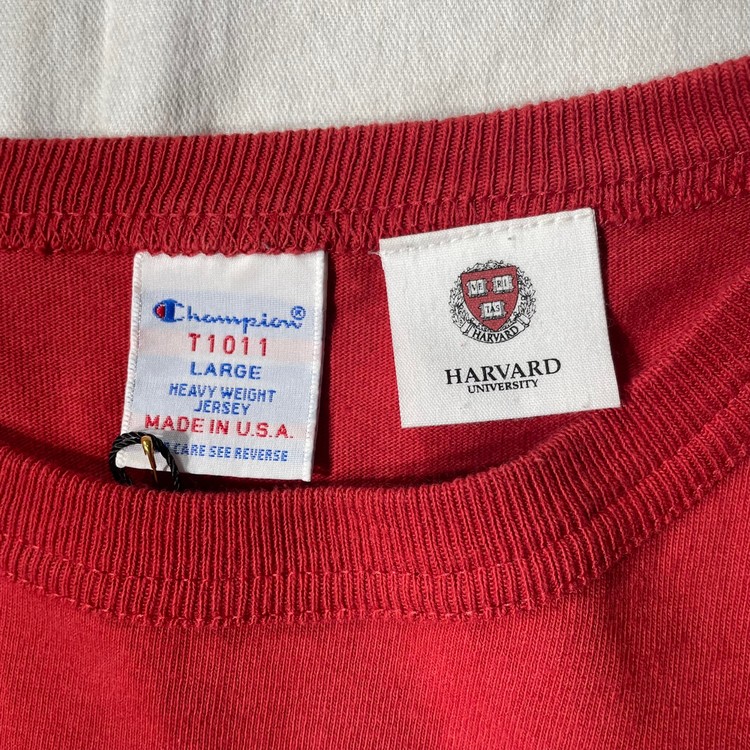 Champion®
T1011
LARGE
HEAVY WEIGHT
JERSEY
MADE IN U.S.A.
CARE SEE REVERSE
VE RI
TAS
HARVARD
HARVARD
UNIVERSITY